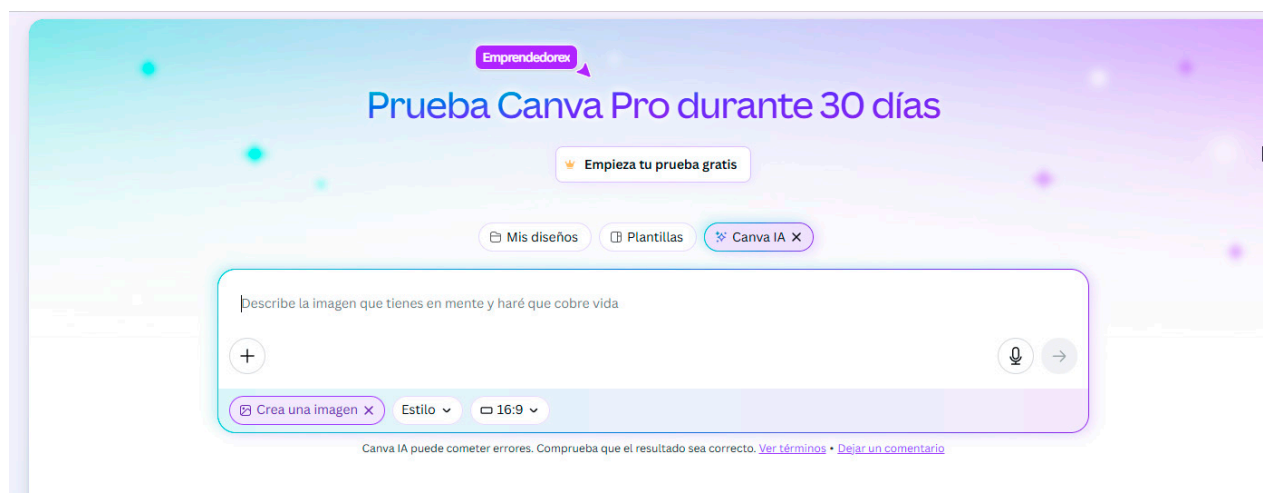 Emprendedorex
Prueba Canva Pro durante 30 días
Empieza tu prueba gratis
Mis diseños Plantillas Canva IA
Describe la imagen que tienes en mente y haré que cobre vida
Crea una imagen Estilo 16:9
Canva IA puede cometer errores. Comprueba que el resultado sea correcto. Ver términos • Dejar un comentario